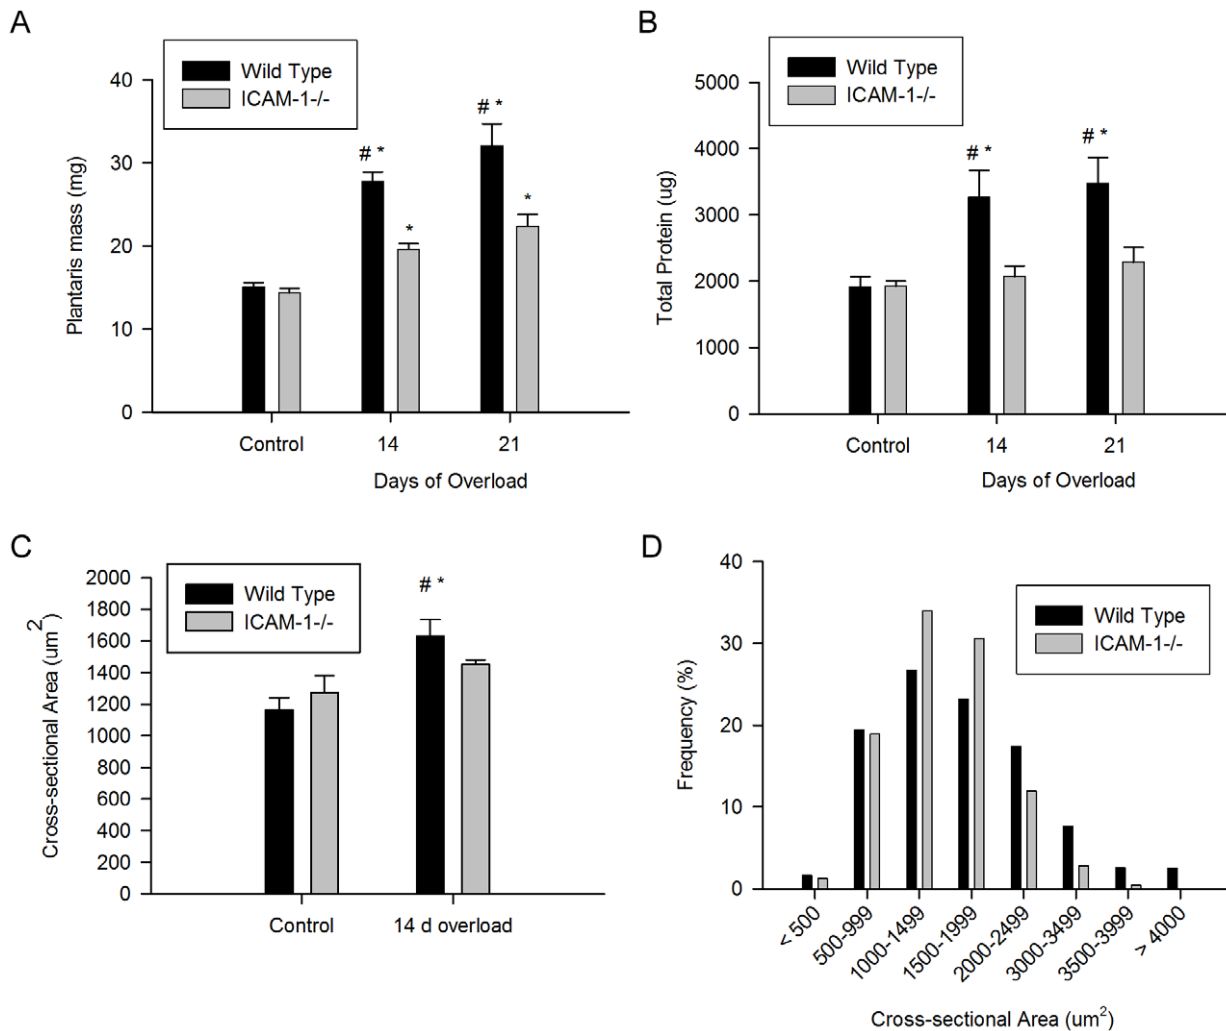 A
Wild Type
ICAM-1-/-
Plantaris mass (mg)
40
30
20
10
0
# *
*
# *
*
Control
14
21
Days of Overload
B
Wild Type
ICAM-1-/-
Total Protein (ug)
5000
4000
3000
2000
1000
0
# *
# *
Control
14
21
Days of Overload
C
Wild Type
ICAM-1-/-
Cross-sectional Area (um2)
2000
1800
1600
1400
1200
1000
800
600
400
200
0
# *
Control
14 d overload
D
Wild Type
ICAM-1-/-
Frequency (%)
40
30
20
10
0
< 500
500-999
1000-1499
1500-1999
2000-2499
3000-3499
3500-3999
> 4000
Cross-sectional Area (um2)